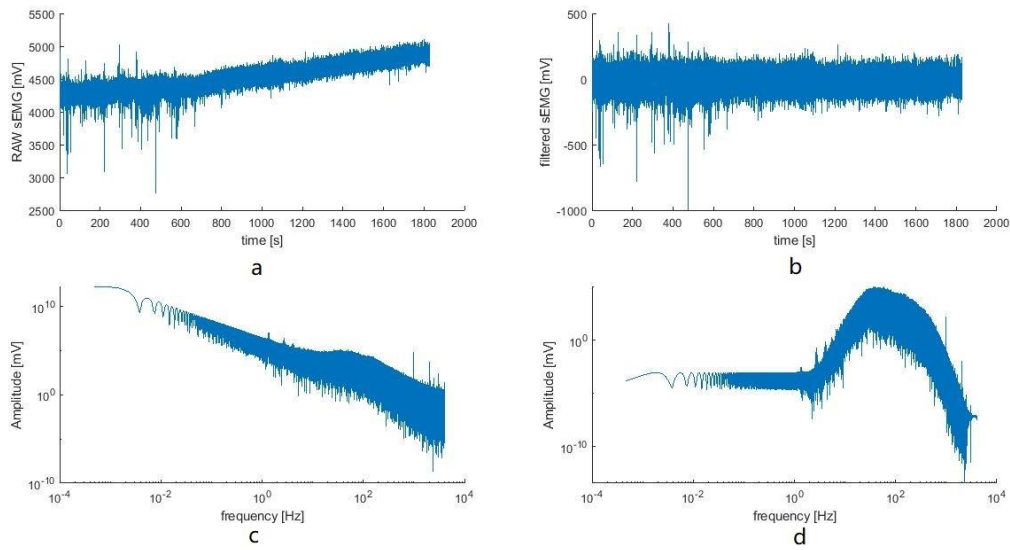 5500
5000
4500
4000
3500
3000
2500
RAW sEMG [mV]
0 200 400 600 800 1000 1200 1400 1600 1800 2000
time [s]
a
500
0
-500
-1000
filtered sEMG [mV]
0 200 400 600 800 1000 1200 1400 1600 1800 2000
time [s]
b
10^10
10^0
10^-10
Amplitude [mV]
10^-4 10^-2 10^0 10^2 10^4
frequency [Hz]
c
10^0
10^-10
Amplitude [mV]
10^-4 10^-2 10^0 10^2 10^4
frequency [Hz]
d